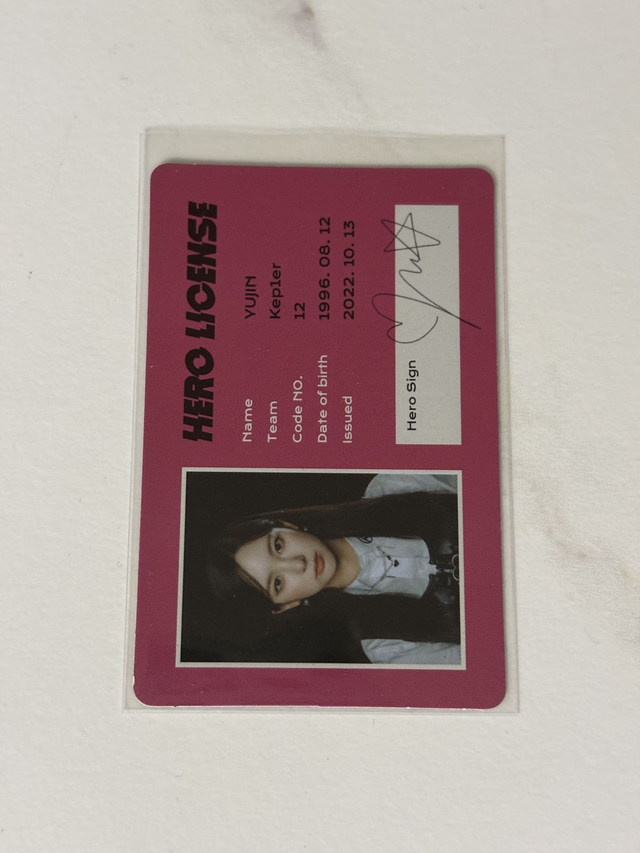 HERO LICENSE
Name YUJIN
Team Kep1er
Code NO. 12
Date of birth 1996. 08. 12
Issued 2022. 10. 13
Hero Sign